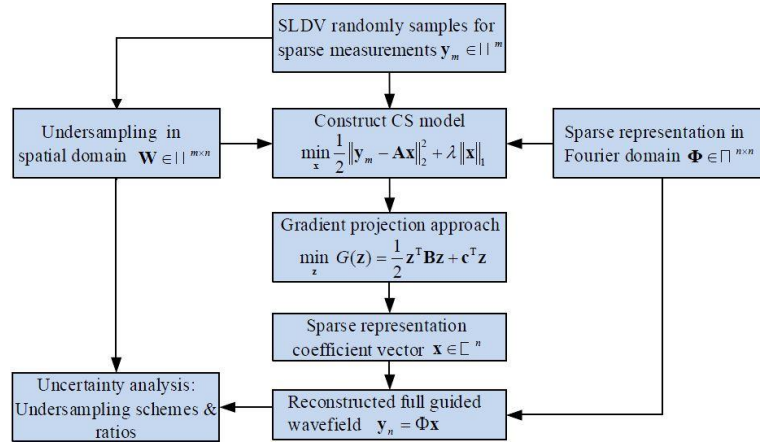 SLDV randomly samples for
sparse measurements y_m ∈ ℝ^m
Undersampling in
spatial domain W ∈ ℝ^{m×n}
Construct CS model
min_x 1/2 ‖y_m − Ax‖_2^2 + λ‖x‖_1
Sparse representation in
Fourier domain Φ ∈ ^{n×n}
Gradient projection approach
min_z G(z) = 1/2 z^T Bz + c^T z
Sparse representation
coefficient vector x ∈ ^n
Uncertainty analysis:
Undersampling schemes &
ratios
Reconstructed full guided
wavefield y_n = Φx